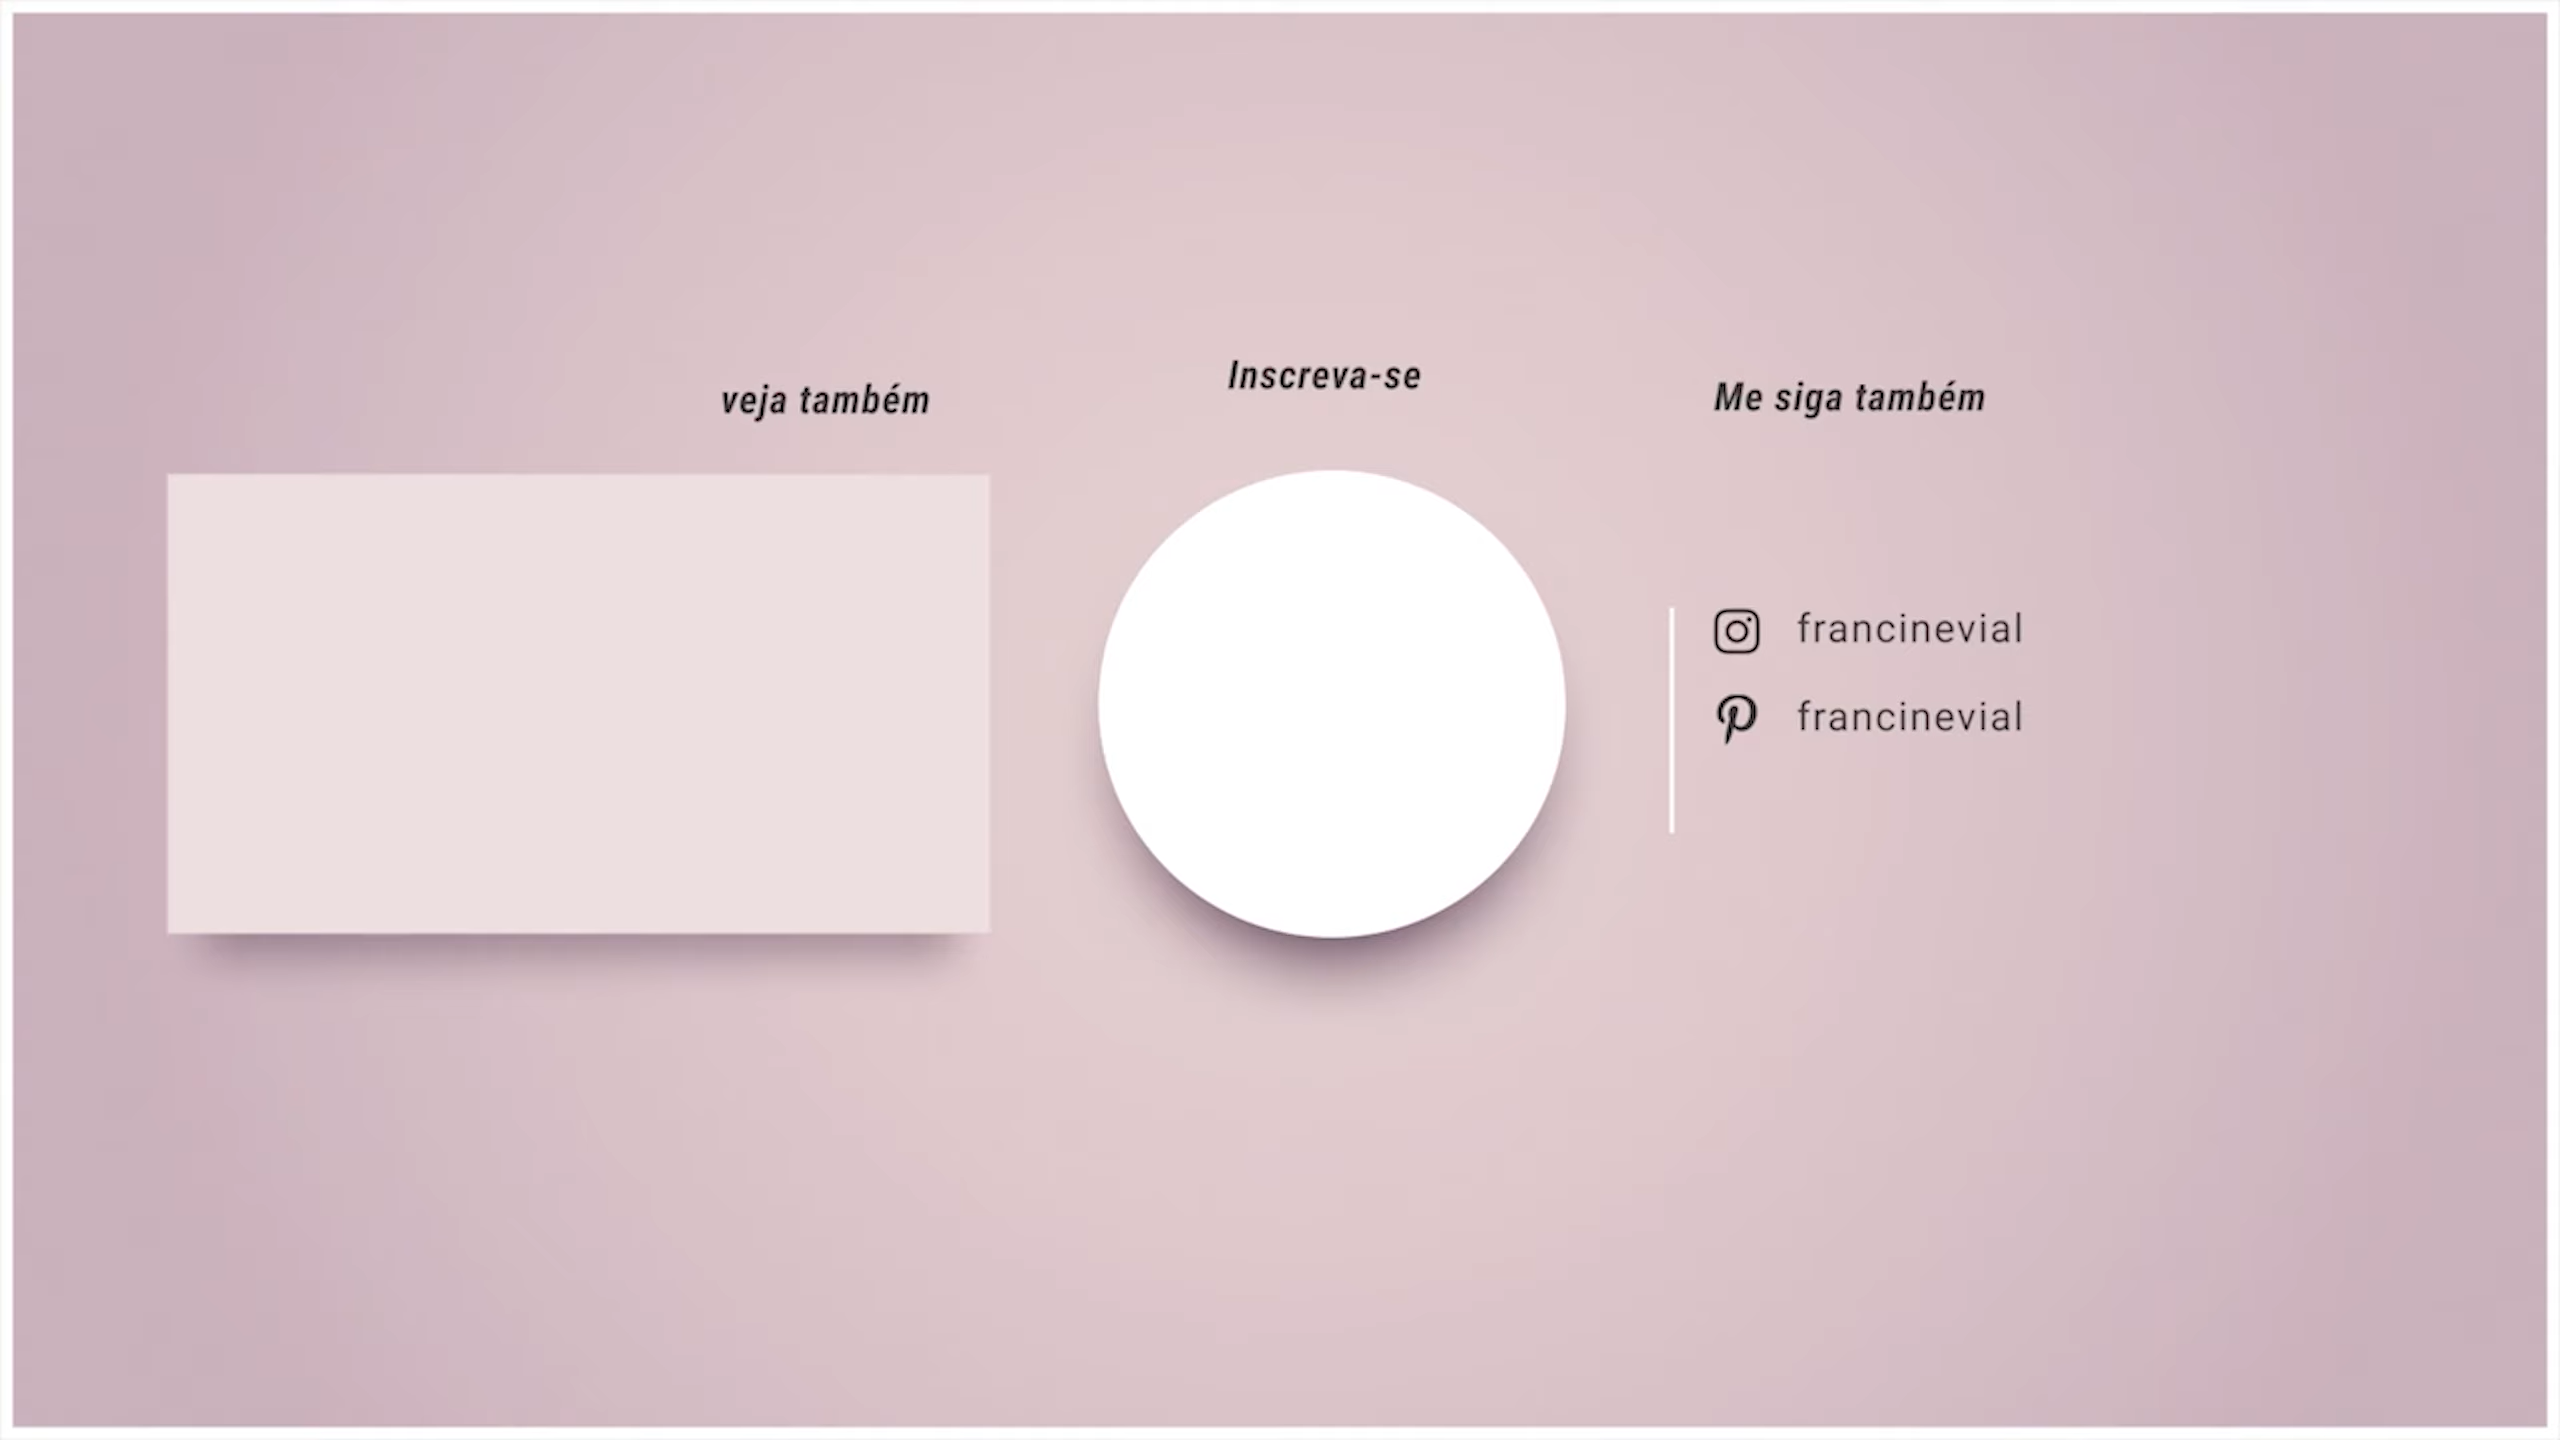 veja também
Inscreva-se
Me siga também
francinevial
francinevial